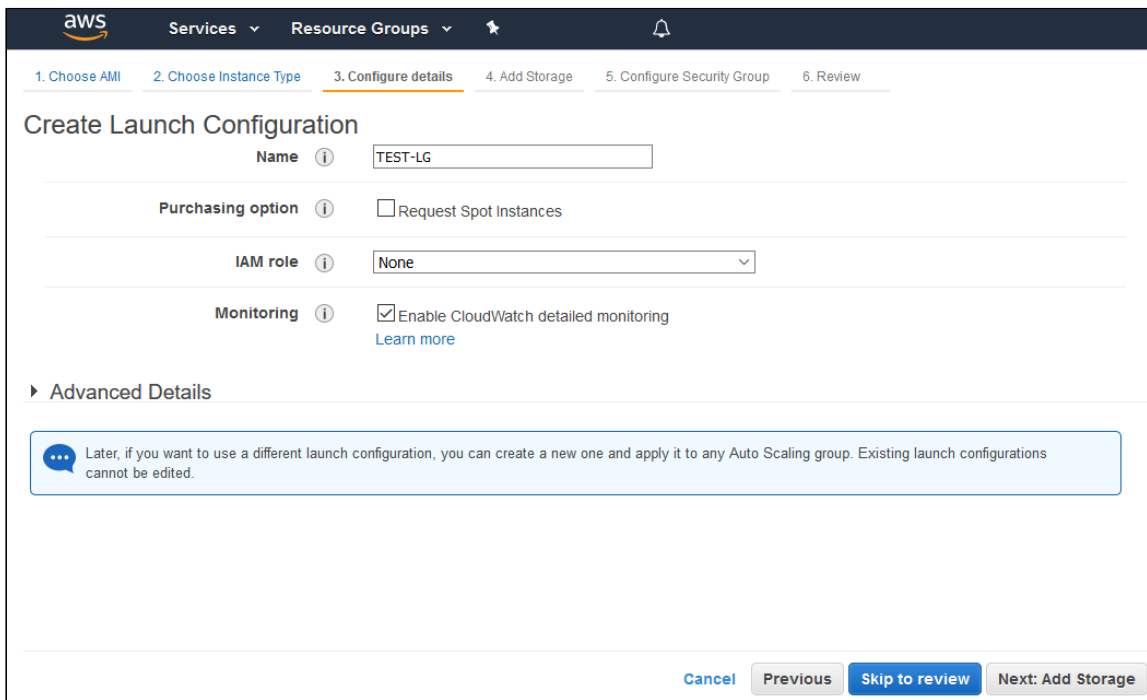 aws Services Resource Groups
1. Choose AMI 2. Choose Instance Type 3. Configure details 4. Add Storage 5. Configure Security Group 6. Review
Create Launch Configuration
Name i TEST-LG
Purchasing option i Request Spot Instances
IAM role i None
Monitoring i Enable CloudWatch detailed monitoring
Learn more
Advanced Details
Later, if you want to use a different launch configuration, you can create a new one and apply it to any Auto Scaling group. Existing launch configurations
cannot be edited.
Cancel Previous Skip to review Next: Add Storage